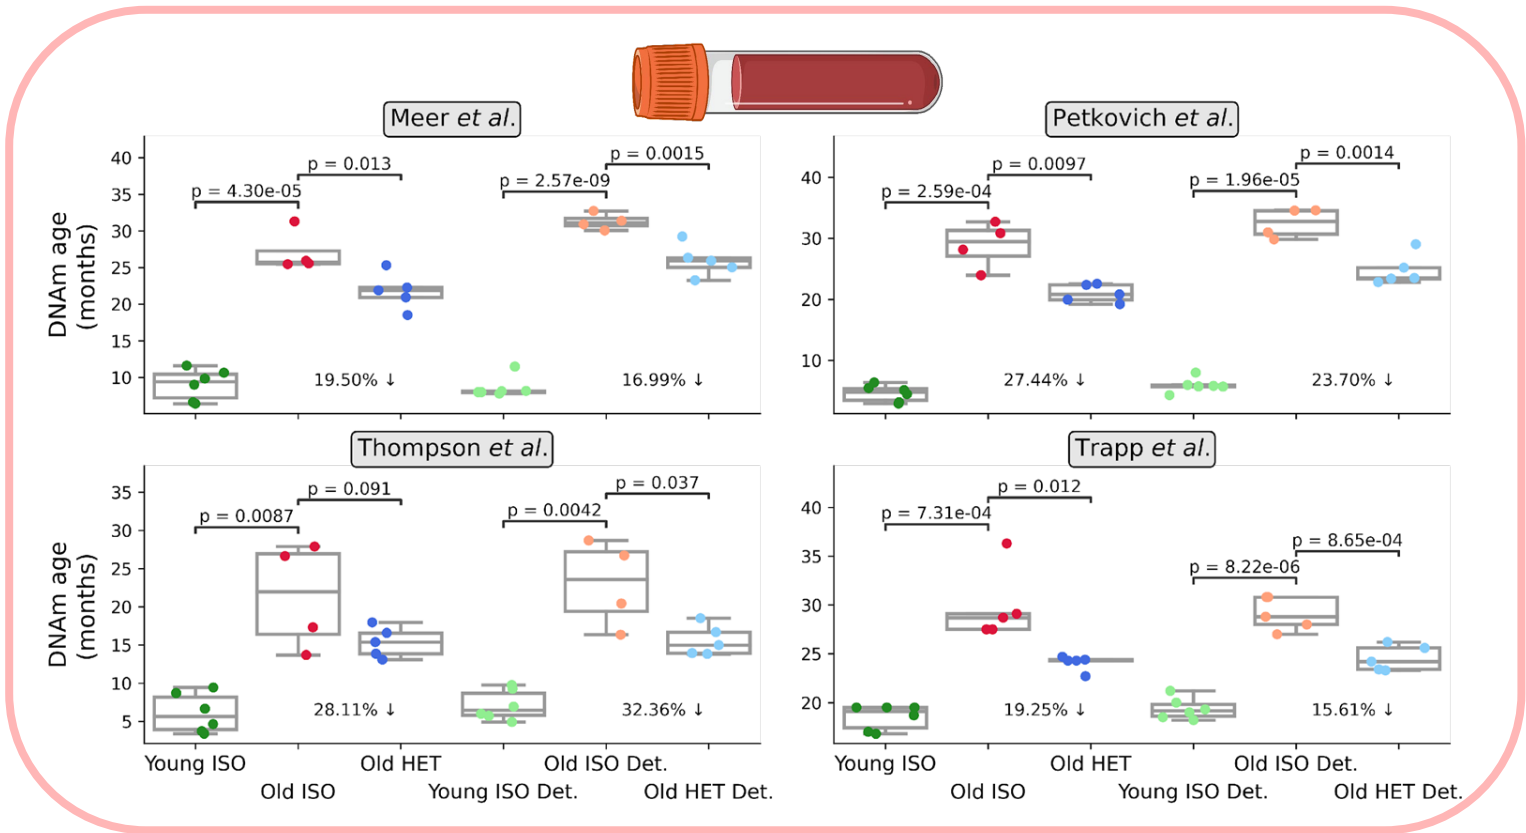 Meer et al.
DNAm age
(months)
40
35
30
25
20
15
10
p = 4.30e-05
p = 0.013
p = 2.57e-09
p = 0.0015
19.50% ↓
16.99% ↓
Petkovich et al.
40
30
20
10
p = 2.59e-04
p = 0.0097
p = 1.96e-05
p = 0.0014
27.44% ↓
23.70% ↓
Thompson et al.
DNAm age
(months)
35
30
25
20
15
10
5
p = 0.0087
p = 0.091
p = 0.0042
p = 0.037
28.11% ↓
32.36% ↓
Young ISO
Old ISO
Old HET
Young ISO Det.
Old ISO Det.
Old HET Det.
Trapp et al.
40
35
30
25
20
p = 7.31e-04
p = 0.012
p = 8.22e-06
p = 8.65e-04
19.25% ↓
15.61% ↓
Young ISO
Old ISO
Old HET
Young ISO Det.
Old ISO Det.
Old HET Det.